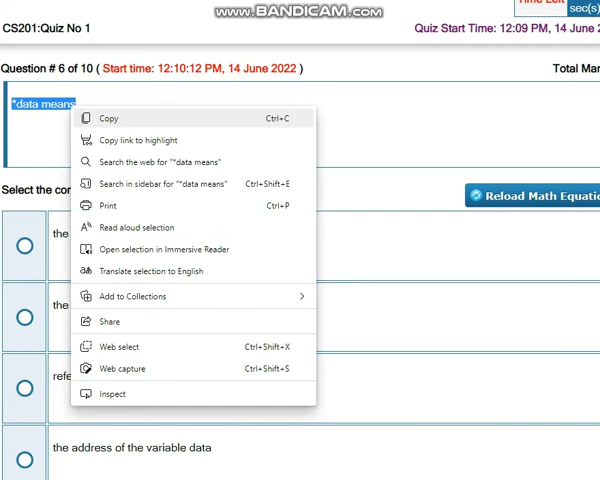 www.BANDICAM.com
Time Left
sec(s)
CS201:Quiz No 1
Quiz Start Time: 12:09 PM, 14 June 2
Question # 6 of 10 ( Start time: 12:10:12 PM, 14 June 2022 )
Total Mar
*data means
Copy Ctrl+C
Copy link to highlight
Search the web for "*data means"
Search in sidebar for "*data means" Ctrl+Shift+E
Select the cor
Reload Math Equatio
Print Ctrl+P
Read aloud selection
the
Open selection in Immersive Reader
Translate selection to English
Add to Collections
the
Share
Web select Ctrl+Shift+X
Web capture Ctrl+Shift+S
refe
Inspect
the address of the variable data